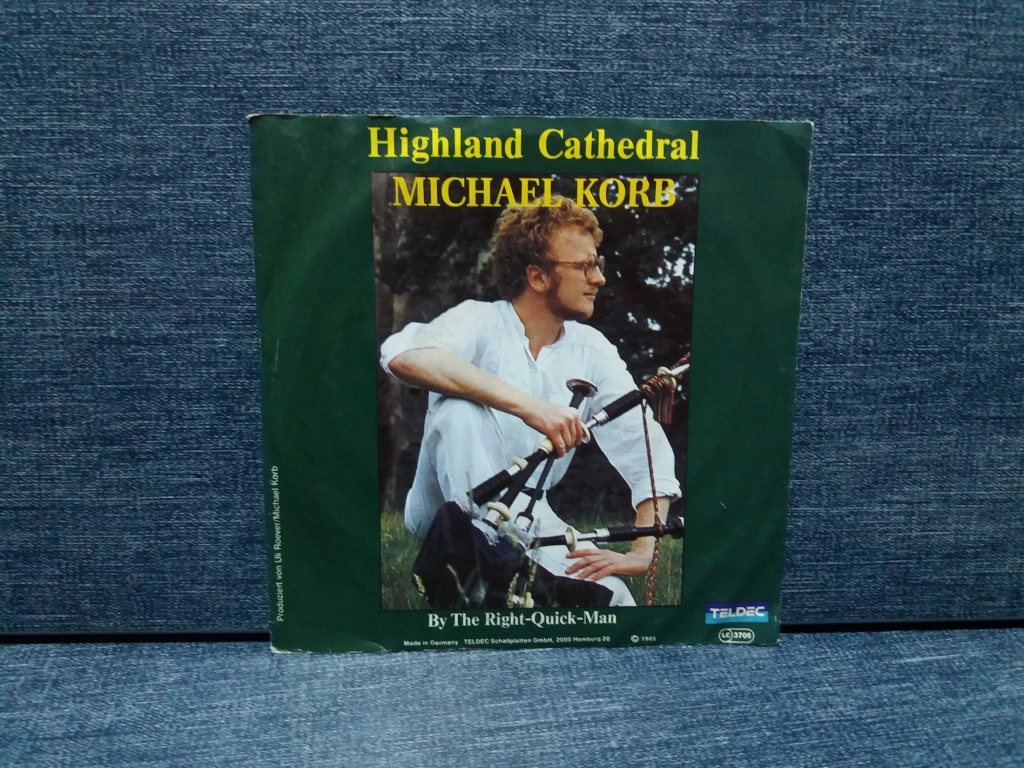 Highland Cathedral
MICHAEL KORB
Produziert von Uli Roever/Michael Korb
By The Right-Quick-Man
TELDEC
LC 3706
Made in Germany TELDEC Schallplatten GmbH, 2000 Hamburg 20 © 1985